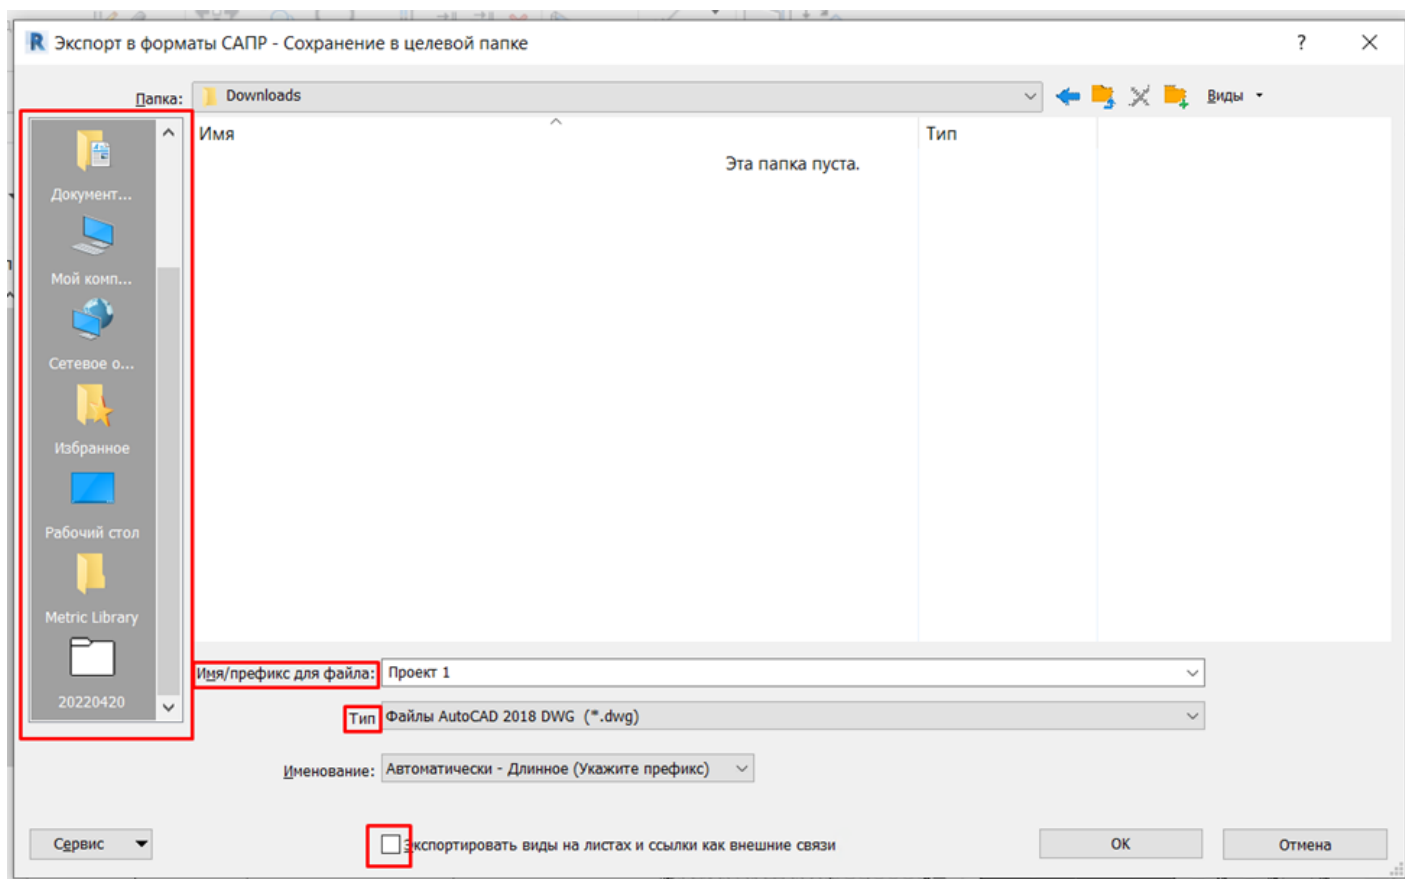 R Экспорт в форматы САПР - Сохранение в целевой папке ?
Папка: Downloads Виды
Имя Тип
Эта папка пуста.
Документ...
Мой комп...
Сетевое о...
Избранное
Рабочий стол
Metric Library
20220420
Имя/префикс для файла: Проект 1
Тип Файлы AutoCAD 2018 DWG (*.dwg)
Именование: Автоматически - Длинное (Укажите префикс)
Сервис Экспортировать виды на листах и ссылки как внешние связи OK Отмена